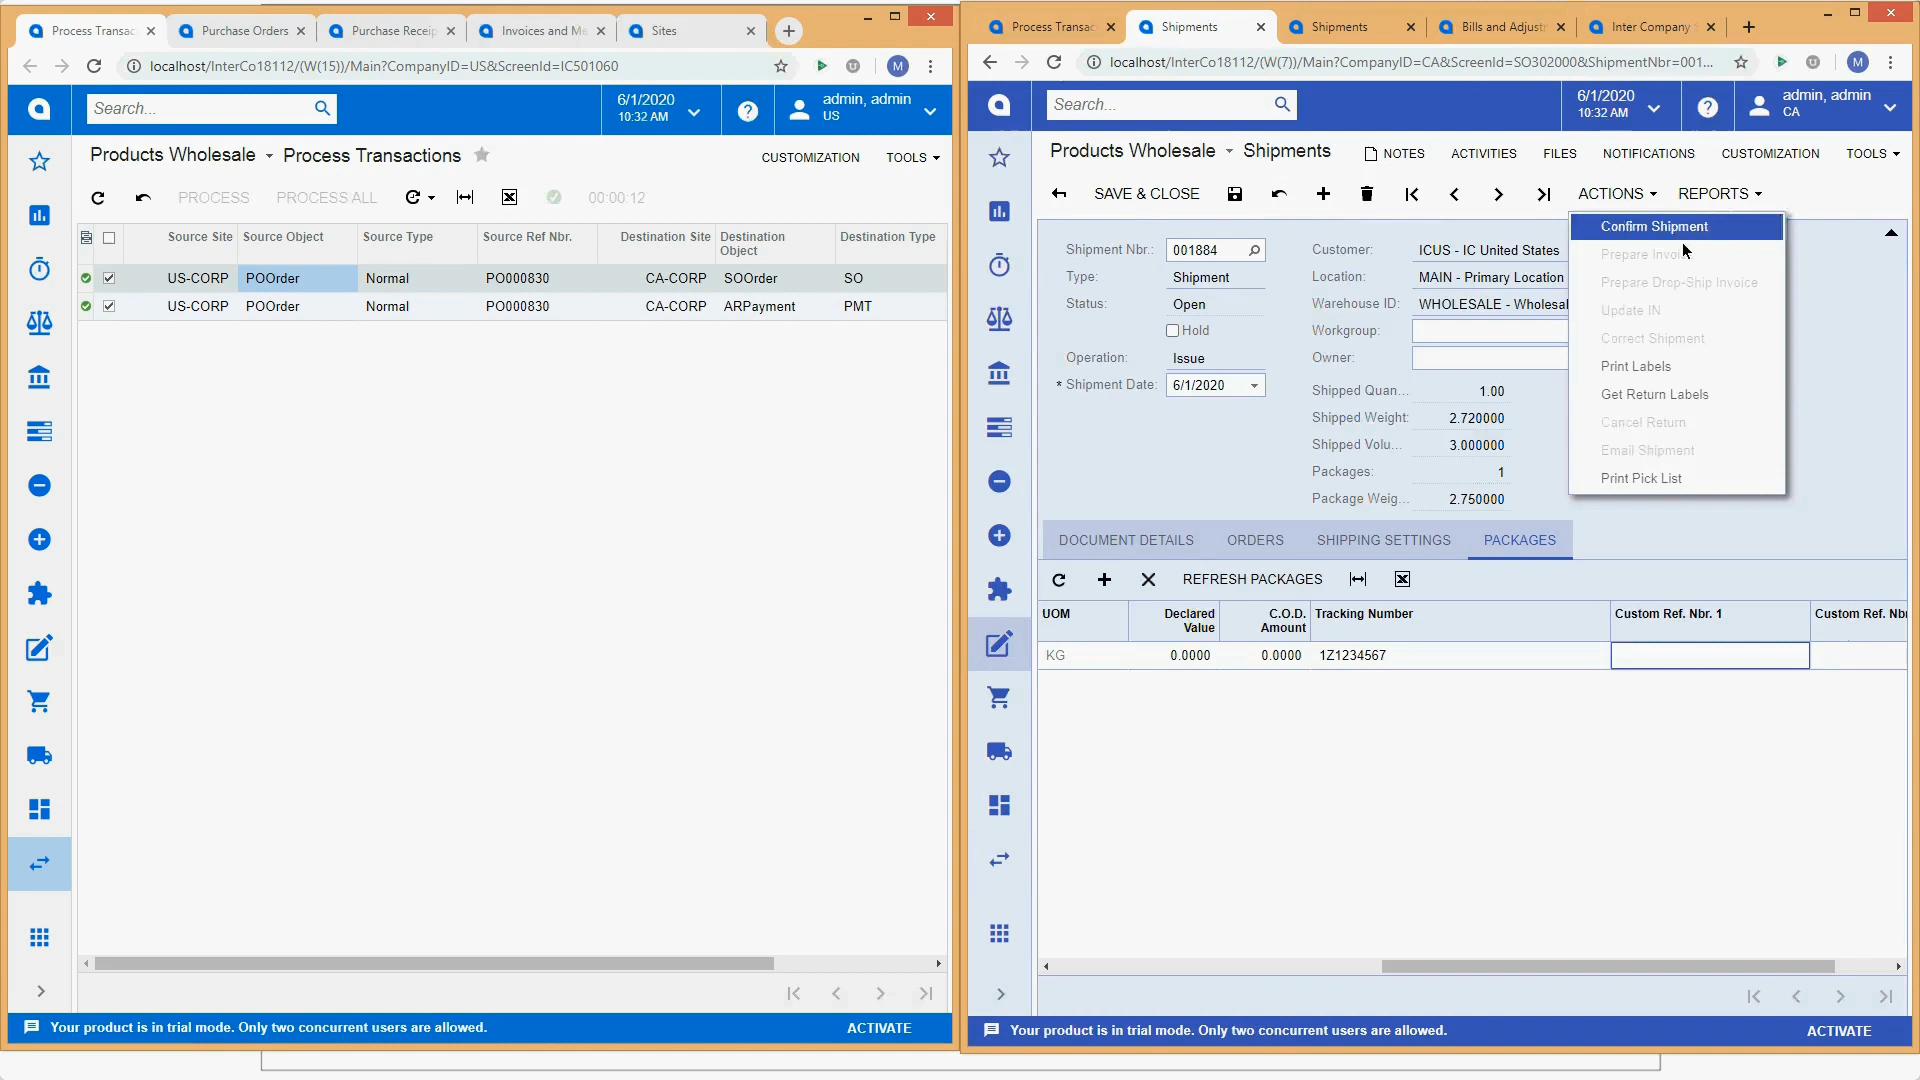 Process Transac
Purchase Orders
Purchase Receip
Invoices and Me
Sites
localhost/InterCo18112/(W(15))/Main?CompanyID=US&ScreenId=IC501060
M
Search...
6/1/2020
10:32 AM
admin, admin
US
Products Wholesale
Process Transactions
CUSTOMIZATION
TOOLS
PROCESS
PROCESS ALL
00:00:12
Source Site
Source Object
Source Type
Source Ref Nbr.
Destination Site
Destination
Object
Destination Type
US-CORP
POOrder
Normal
PO000830
CA-CORP
SOOrder
SO
US-CORP
POOrder
Normal
PO000830
CA-CORP
ARPayment
PMT
Your product is in trial mode. Only two concurrent users are allowed.
ACTIVATE
Process Transac
Shipments
Shipments
Bills and Adjustm
Inter Company
localhost/InterCo18112/(W(7))/Main?CompanyID=CA&ScreenId=SO302000&ShipmentNbr=001...
M
Search...
6/1/2020
10:32 AM
admin, admin
CA
Products Wholesale
Shipments
NOTES
ACTIVITIES
FILES
NOTIFICATIONS
CUSTOMIZATION
TOOLS
SAVE & CLOSE
ACTIONS
REPORTS
Confirm Shipment
Prepare Invoi
Prepare Drop-Ship Invoice
Update IN
Correct Shipment
Print Labels
Get Return Labels
Cancel Return
Email Shipment
Print Pick List
Shipment Nbr.:
001884
Type:
Shipment
Status:
Open
Hold
Operation:
Issue
* Shipment Date:
6/1/2020
Customer:
ICUS - IC United States
Location:
MAIN - Primary Location
Warehouse ID:
WHOLESALE - Wholesal
Workgroup:
Owner:
Shipped Quan...
1.00
Shipped Weight:
2.720000
Shipped Volu...
3.000000
Packages:
1
Package Weig...
2.750000
DOCUMENT DETAILS
ORDERS
SHIPPING SETTINGS
PACKAGES
REFRESH PACKAGES
UOM
Declared
Value
C.O.D.
Amount
Tracking Number
Custom Ref. Nbr. 1
Custom Ref. Nbr
KG
0.0000
0.0000
1Z1234567
Your product is in trial mode. Only two concurrent users are allowed.
ACTIVATE